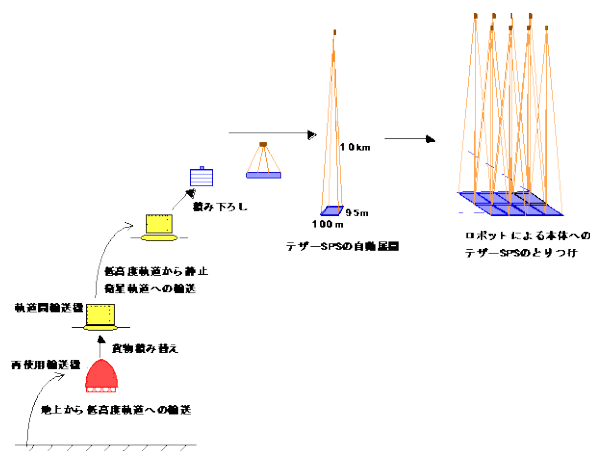 10km
95m
100m
テザーSPSの自動展開
ロボットによる本体への
テザーSPSのとりつけ
積み下ろし
低高度軌道から静止
衛星軌道への輸送
軌道間輸送機
貨物積み替え
再使用輸送機
地上から低高度軌道への輸送